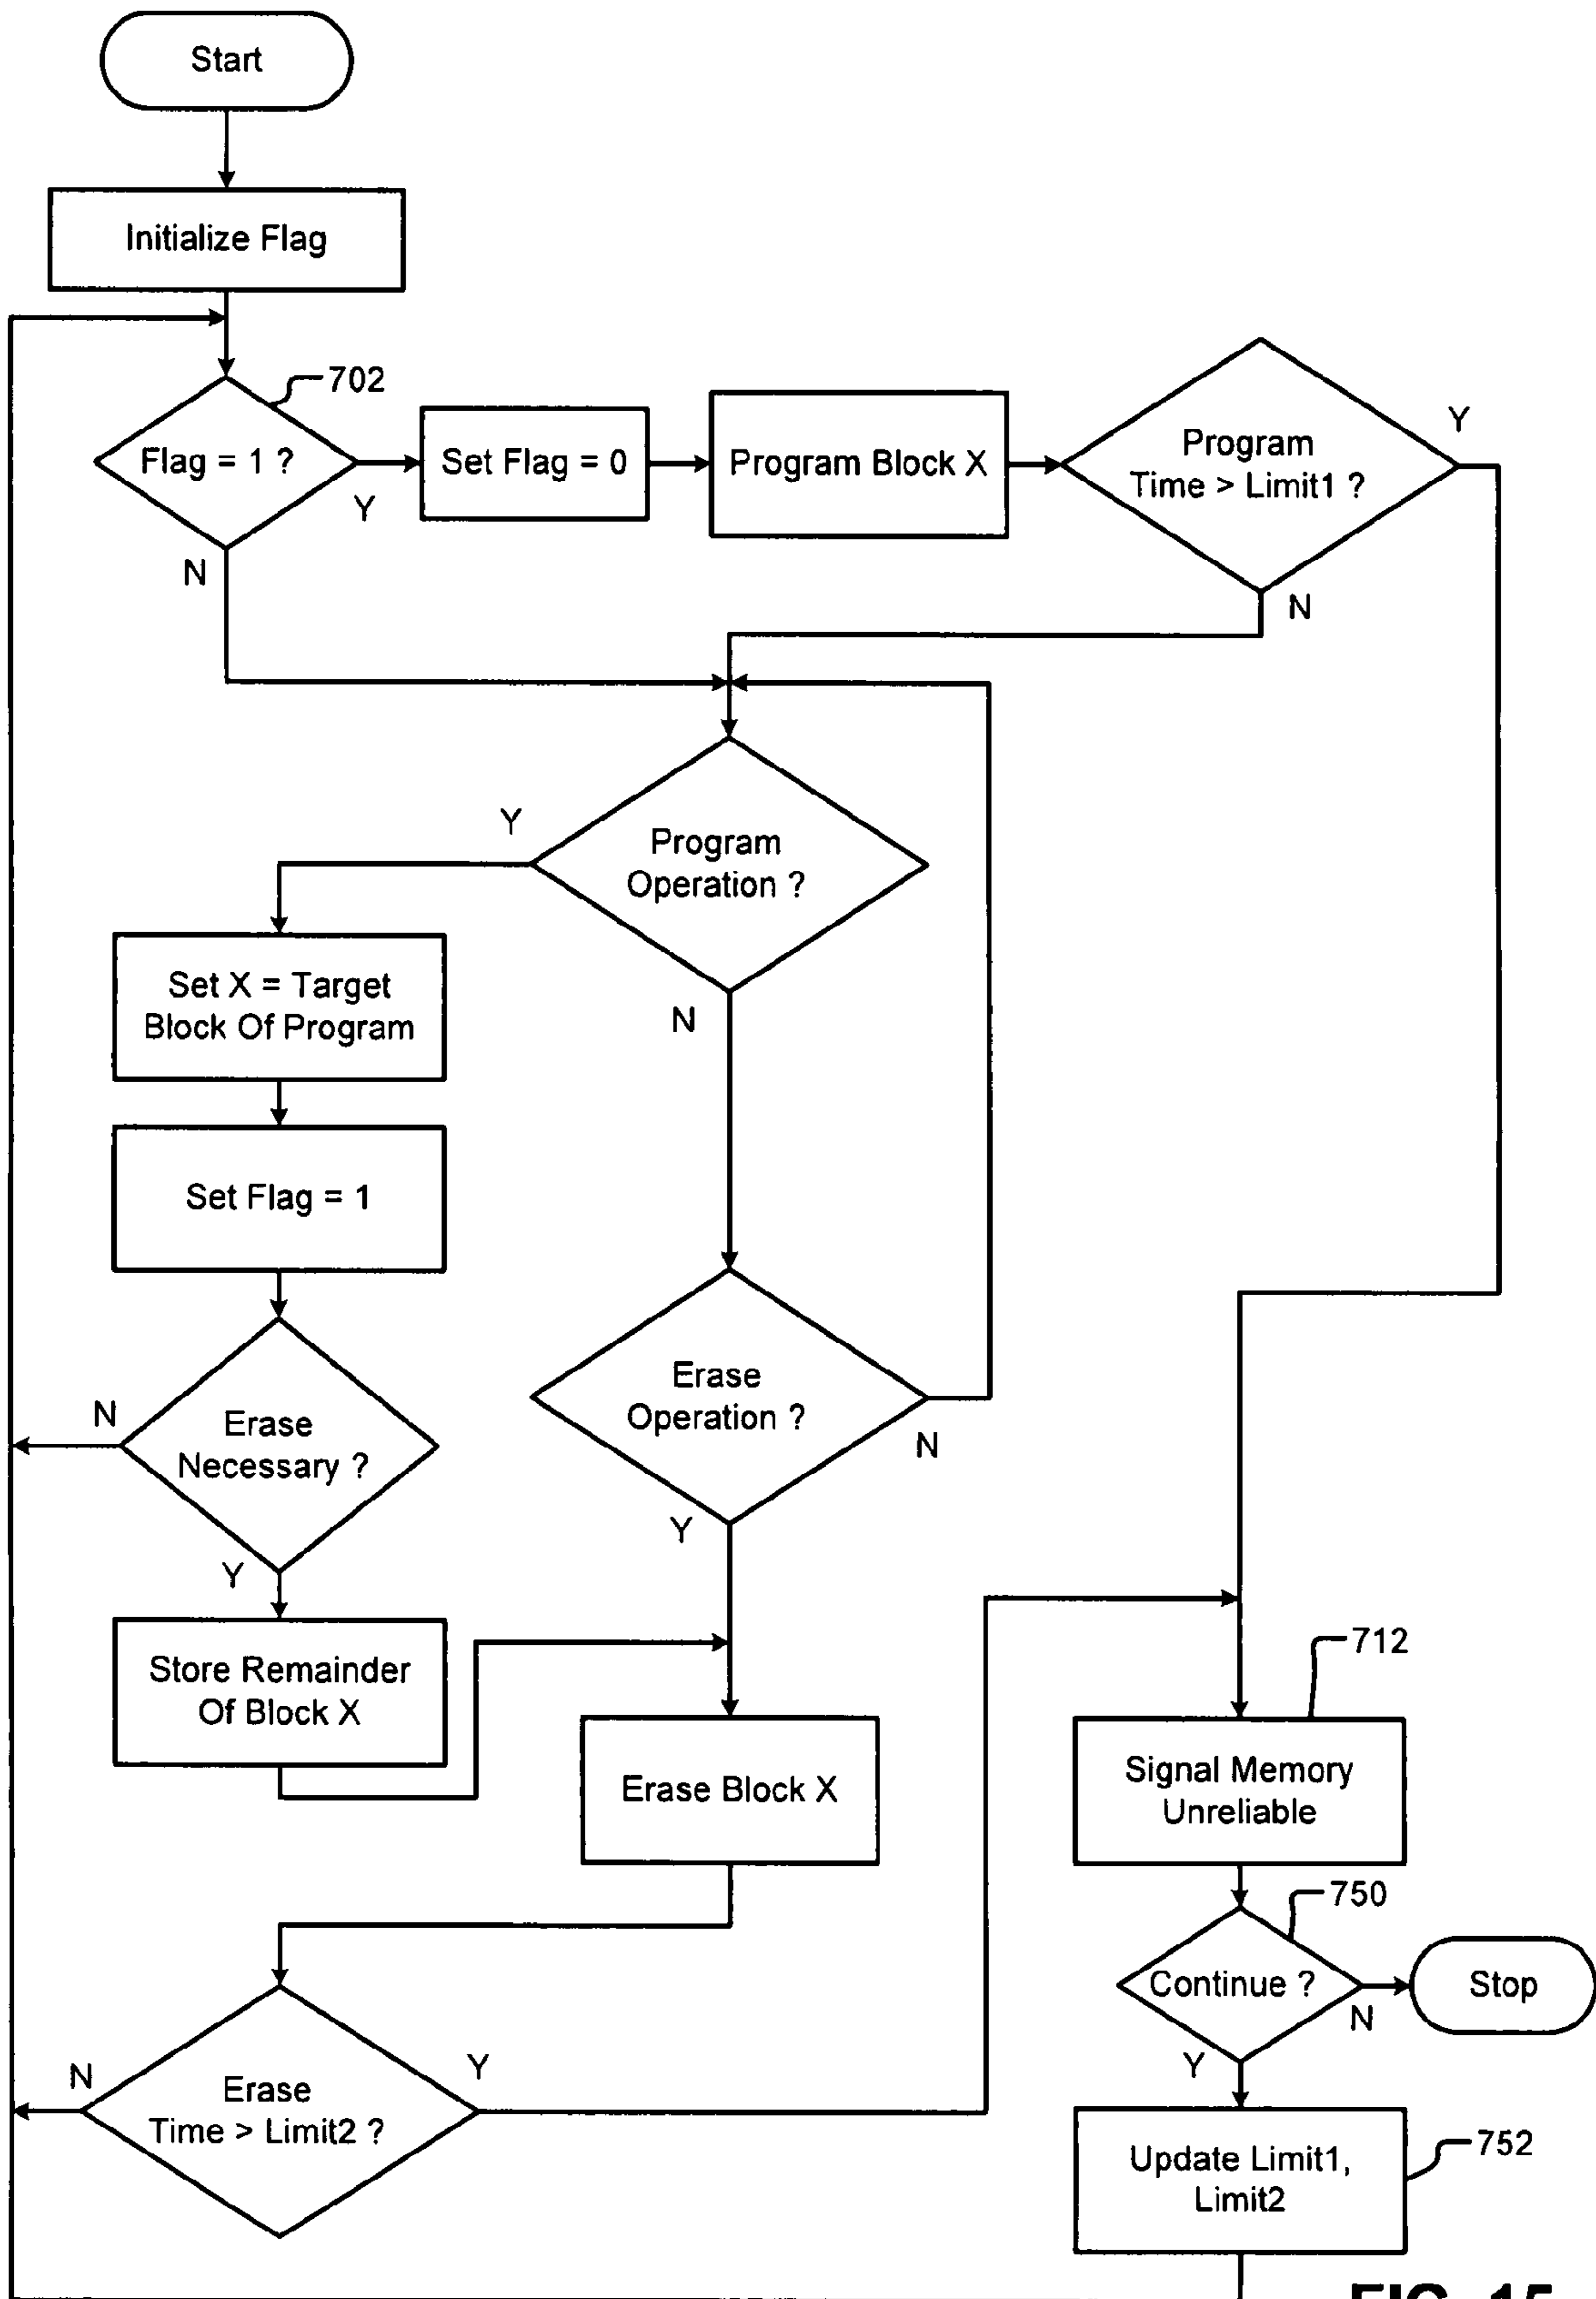 Start
Initialize Flag
702
Flag = 1 ?
Y
N
Set Flag = 0
Program Block X
Program
Time > Limit1 ?
Y
N
Program
Operation ?
Y
N
Set X = Target
Block Of Program
Set Flag = 1
Erase
Necessary ?
N
Y
Erase
Operation ?
N
Y
Store Remainder
Of Block X
Erase Block X
712
Signal Memory
Unreliable
750
Continue ?
N
Y
Stop
Erase
Time > Limit2 ?
N
Y
752
Update Limit1,
Limit2
FIG. 15